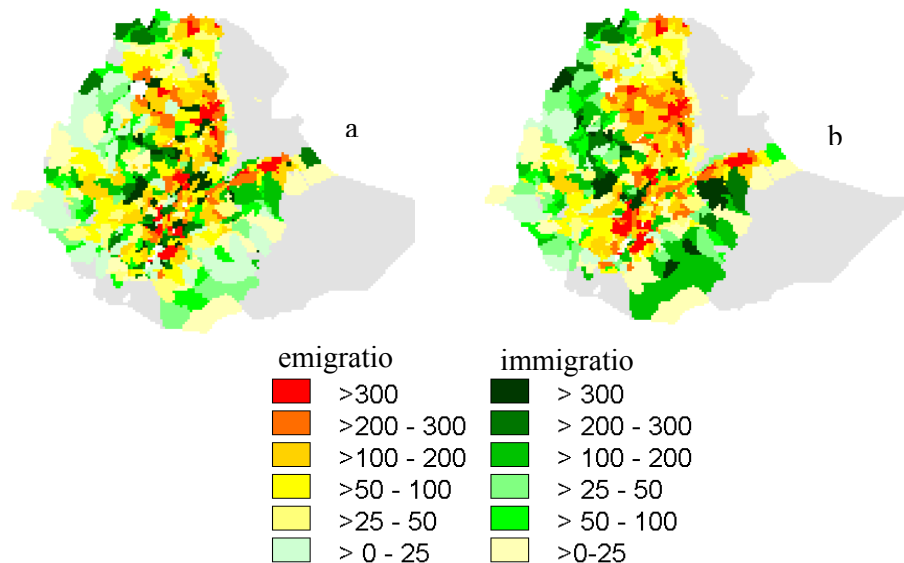 a
b
emigratio immigratio
>300 > 300
>200 - 300 > 200 - 300
>100 - 200 > 100 - 200
>50 - 100 > 25 - 50
>25 - 50 > 50 - 100
> 0 - 25 >0-25